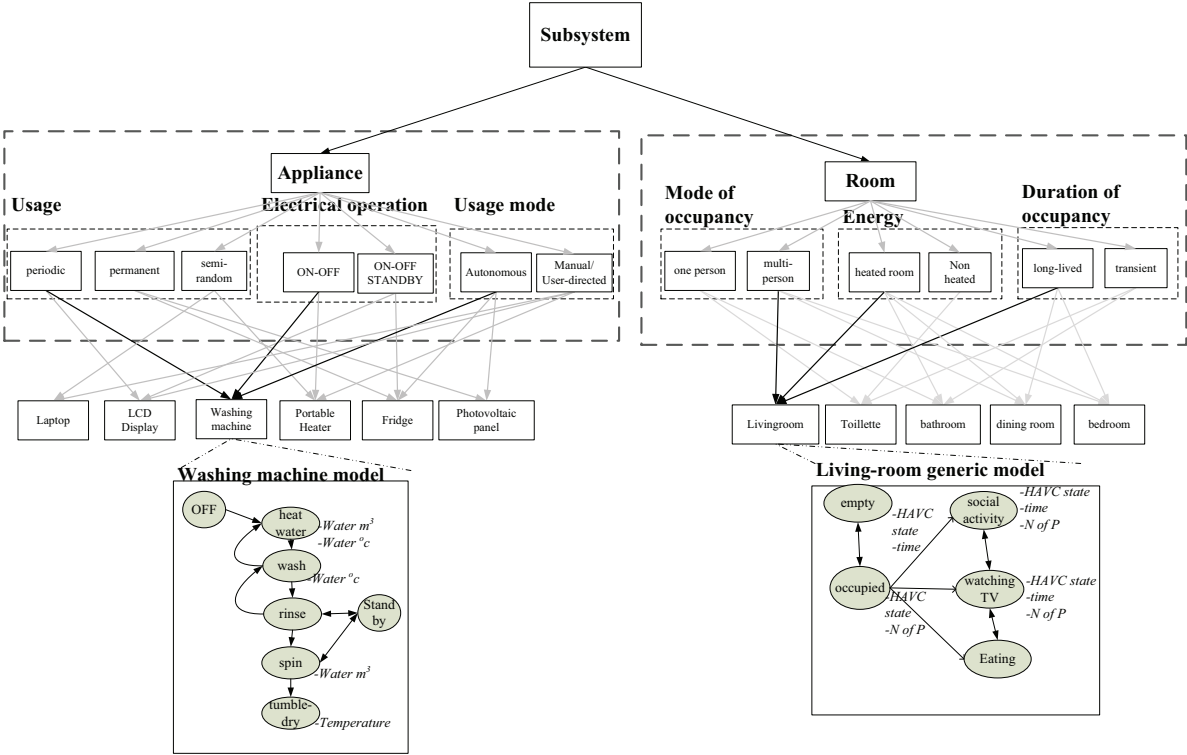 Subsystem
Appliance
Room
Usage
Electrical operation
Usage mode
Mode of
occupancy
Energy
Duration of
occupancy
periodic
permanent
semi-
random
ON-OFF
ON-OFF
STANDBY
Autonomous
Manual/
User-directed
one person
multi-
person
heated room
Non
heated
long-lived
transient
Laptop
LCD
Display
Washing
machine
Portable
Heater
Fridge
Photovoltaic
panel
Livingroom
Toillette
bathroom
dining room
bedroom
Washing machine model
OFF
heat
water
-Water m³
-Water °c
wash
-Water °c
rinse
Stand
by
spin
-Water m³
tumble-
dry
-Temperature
Living-room generic model
empty
-HAVC
state
-time
social
activity
-HAVC state
-time
-N of P
occupied
-HAVC
state
-N of P
watching
TV
-HAVC state
-time
-N of P
Eating